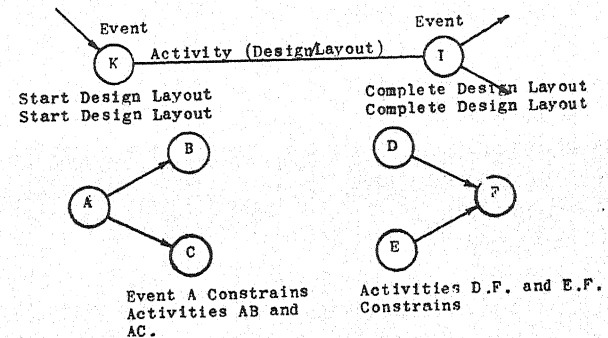 Event
Event
K
Activity (Design/Layout)
I
Start Design Layout
Start Design Layout
Complete Design Layout
Complete Design Layout
B
D
A
F
C
E
Event A Constrains
Activities AB and
AC.
Activities D.F. and E.F.
Constrains